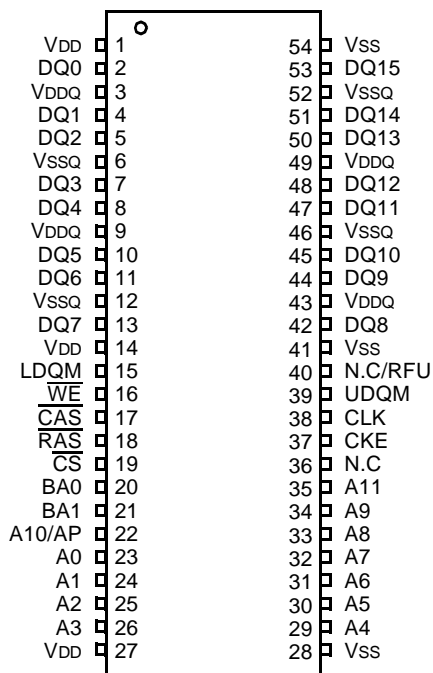 VDD 1 54 VSS
DQ0 2 53 DQ15
VDDQ 3 52 VSSQ
DQ1 4 51 DQ14
DQ2 5 50 DQ13
VSSQ 6 49 VDDQ
DQ3 7 48 DQ12
DQ4 8 47 DQ11
VDDQ 9 46 VSSQ
DQ5 10 45 DQ10
DQ6 11 44 DQ9
VSSQ 12 43 VDDQ
DQ7 13 42 DQ8
VDD 14 41 VSS
LDQM 15 40 N.C/RFU
W̅E̅ 16 39 UDQM
C̅A̅S̅ 17 38 CLK
R̅A̅S̅ 18 37 CKE
C̅S̅ 19 36 N.C
BA0 20 35 A11
BA1 21 34 A9
A10/AP 22 33 A8
A0 23 32 A7
A1 24 31 A6
A2 25 30 A5
A3 26 29 A4
VDD 27 28 VSS